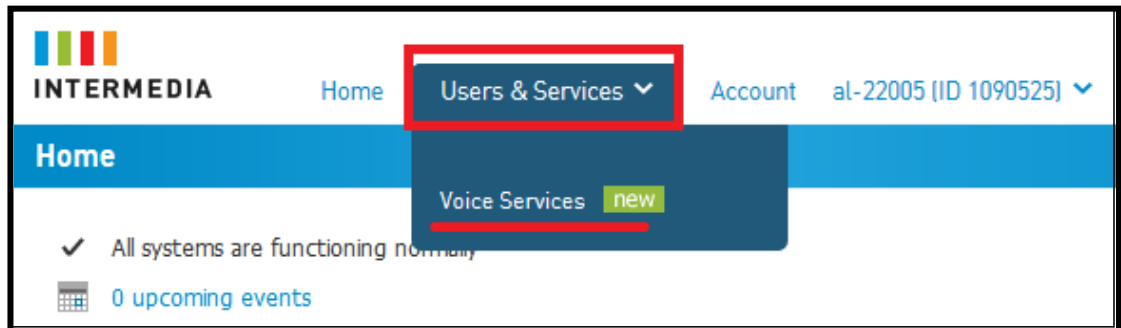 INTERMEDIA
Home Users & Services Account al-22005 (ID 1090525)
Home
Voice Services new
All systems are functioning normally
0 upcoming events